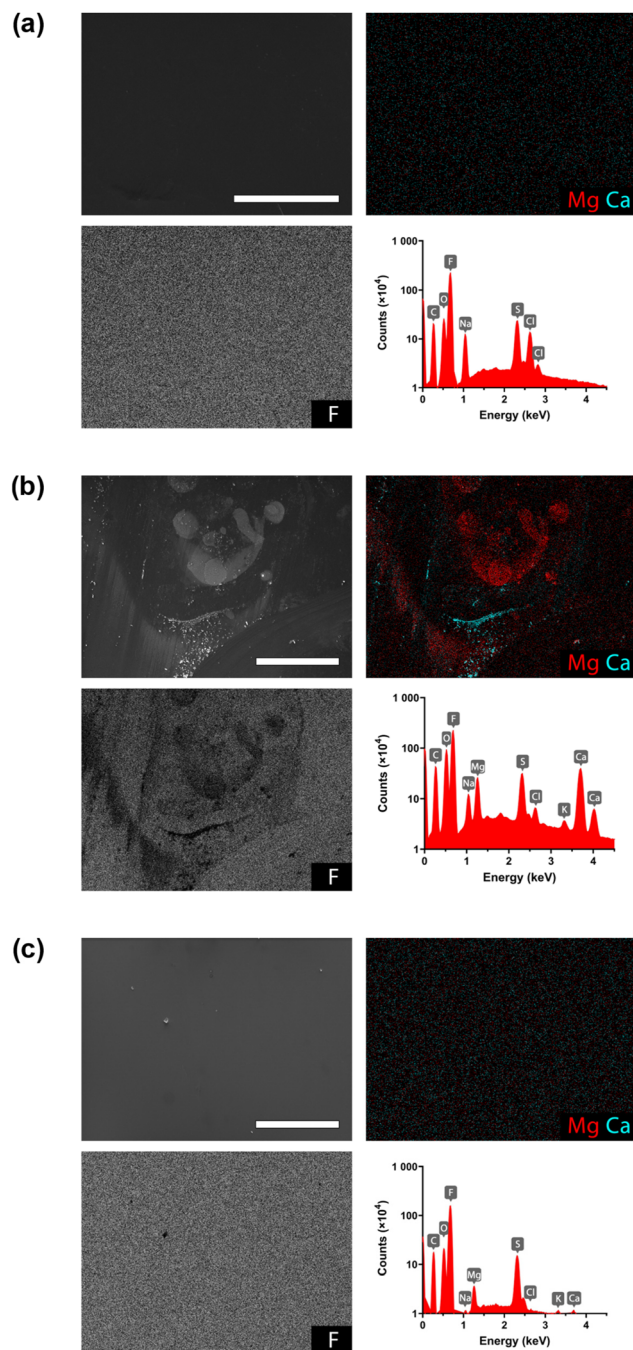 (a)
Mg Ca
F
1 000
100
10
1
Counts (×10⁴)
C
O
F
Na
S
Cl
Cl
0
1
2
3
4
Energy (keV)
(b)
Mg Ca
F
1 000
100
10
1
Counts (×10⁴)
C
O
F
Na
Mg
S
Cl
K
Ca
Ca
0
1
2
3
4
Energy (keV)
(c)
Mg Ca
F
1 000
100
10
1
Counts (×10⁴)
C
O
F
Na
Mg
S
Cl
K
Ca
0
1
2
3
4
Energy (keV)